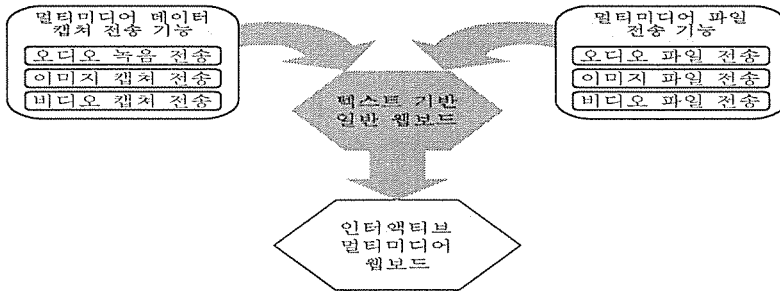 멀티미디어 데이터
캡처 전송 기능
오디오 녹음 전송
이미지 캡처 전송
비디오 캡처 전송
멀티미디어 파일
전송 기능
오디오 파일 전송
이미지 파일 전송
비디오 파일 전송
텍스트 기반
일반 웹보드
인터액티브
멀티미디어
웹보드